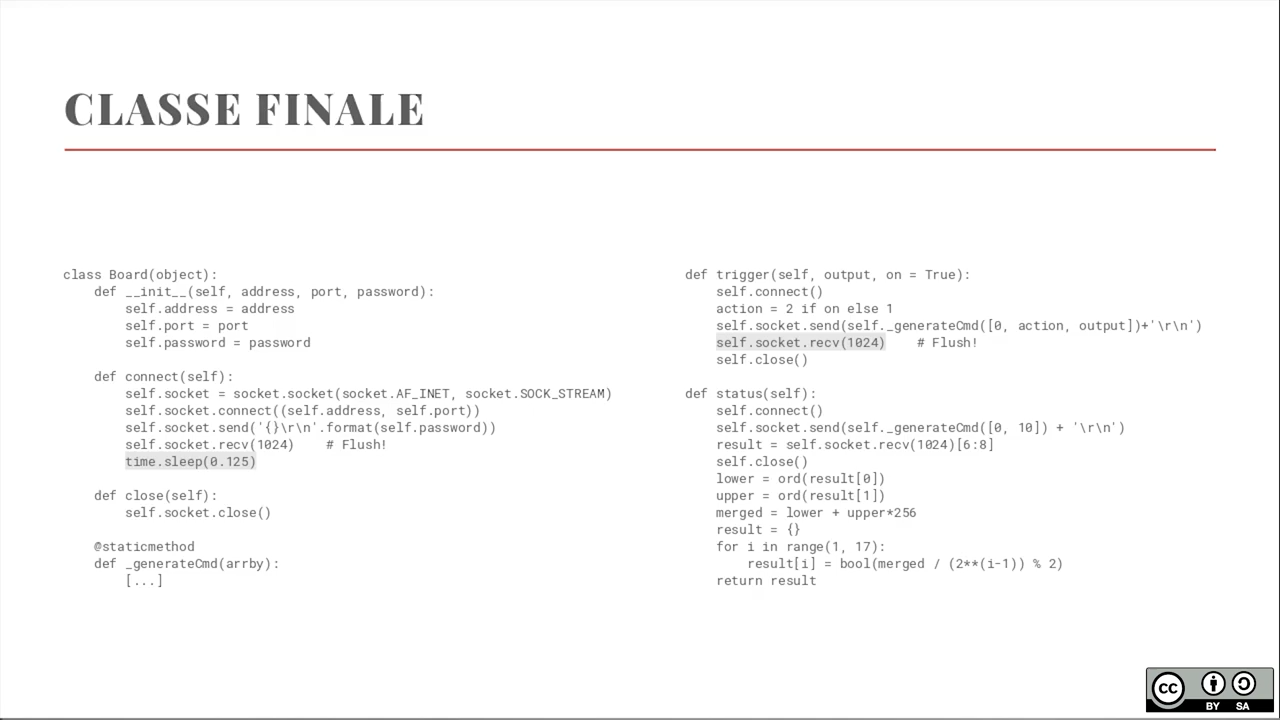 CLASSE FINALE
class Board(object):
    def __init__(self, address, port, password):
        self.address = address
        self.port = port
        self.password = password
    def connect(self):
        self.socket = socket.socket(socket.AF_INET, socket.SOCK_STREAM)
        self.socket.connect((self.address, self.port))
        self.socket.send('{}\r\n'.format(self.password))
        self.socket.recv(1024)    # Flush!
        time.sleep(0.125)
    def close(self):
        self.socket.close()
    @staticmethod
    def _generateCmd(arrby):
        [...]
def trigger(self, output, on = True):
    self.connect()
    action = 2 if on else 1
    self.socket.send(self._generateCmd([0, action, output])+'\r\n')
    self.socket.recv(1024)    # Flush!
    self.close()
def status(self):
    self.connect()
    self.socket.send(self._generateCmd([0, 10]) + '\r\n')
    result = self.socket.recv(1024)[6:8]
    self.close()
    lower = ord(result[0])
    upper = ord(result[1])
    merged = lower + upper*256
    result = {}
    for i in range(1, 17):
        result[i] = bool(merged / (2**(i-1)) % 2)
    return result
CC BY SA